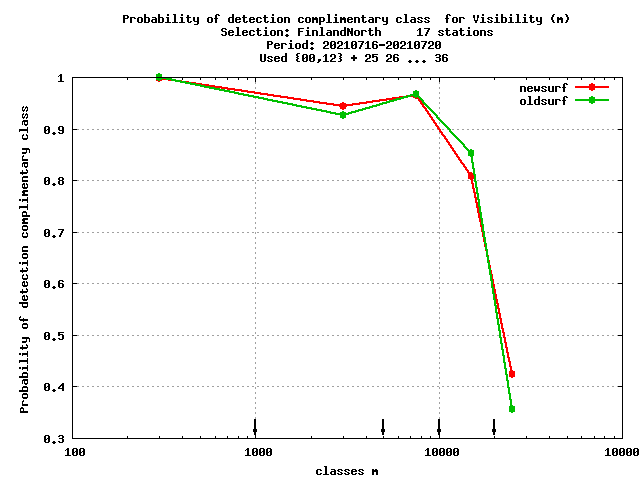 Probability of detection complimentary class  for Visibility (m)
Selection: FinlandNorth     17 stations
Period: 20210716-20210720
Used {00,12} + 25 26 ... 36
newsurf
oldsurf
Probability of detection complimentary class
1
0,9
0,8
0,7
0,6
0,5
0,4
0,3
100
1000
10000
10000
classes m